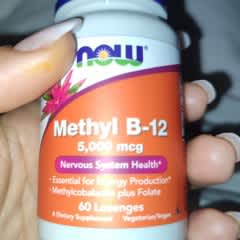 NOW
Methyl B-12
5,000 mcg
Nervous System Health*
• Essential for Energy Production*
• Methylcobalamin plus Folate
60 Lozenges
A Dietary Supplement Vegetarian/Vegan